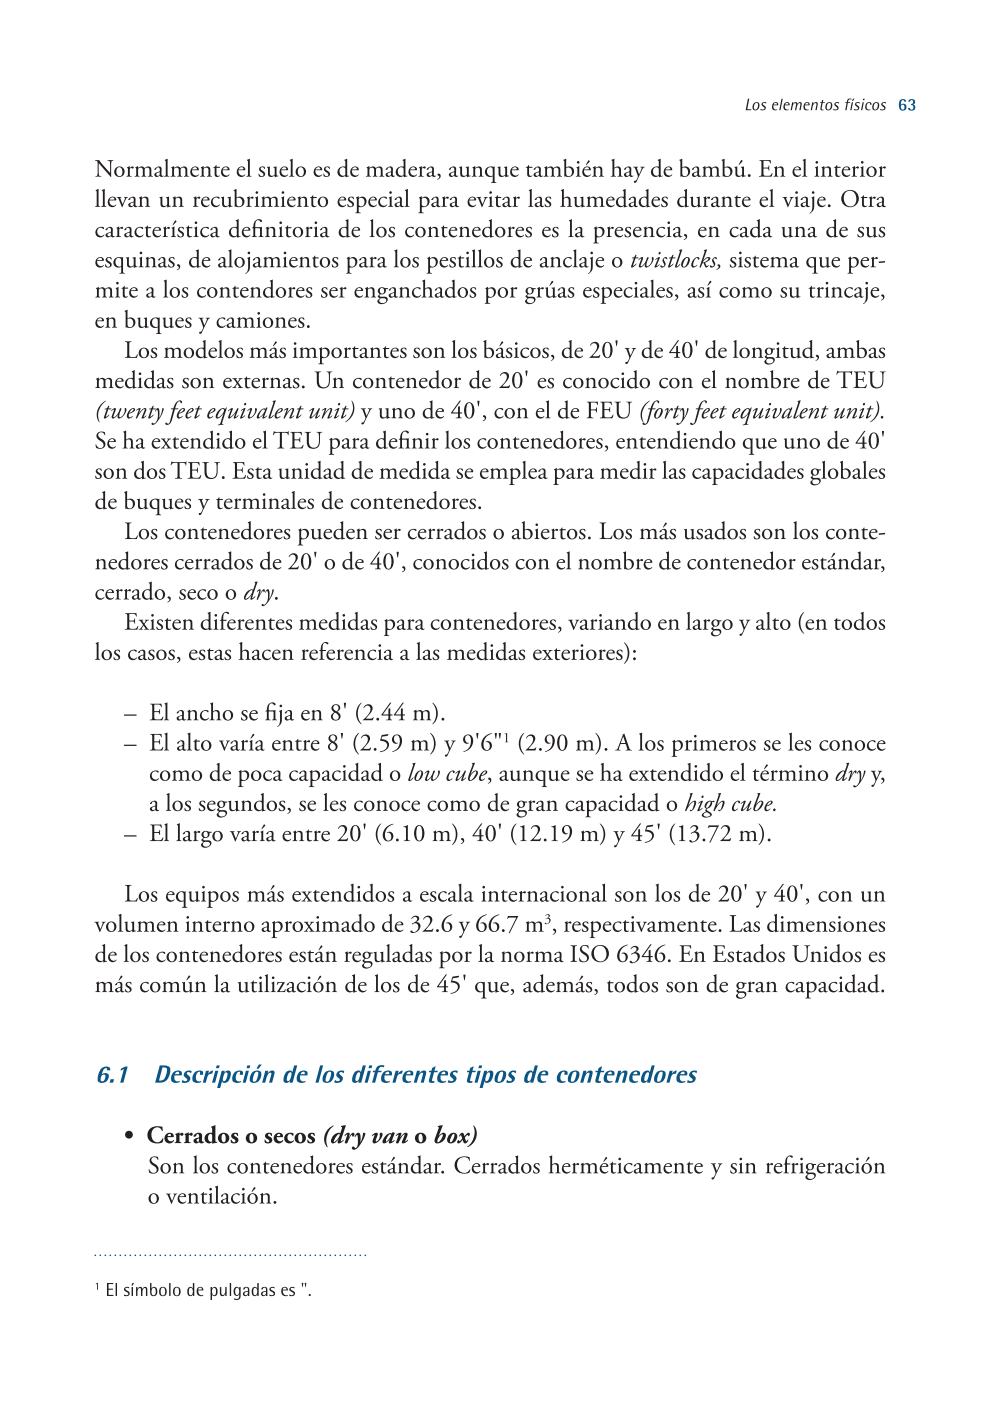 Los elementos físicos 63
Normalmente el suelo es de madera, aunque también hay de bambú. En el interior
llevan un recubrimiento especial para evitar las humedades durante el viaje. Otra
característica definitoria de los contenedores es la presencia, en cada una de sus
esquinas, de alojamientos para los pestillos de anclaje o twistlocks, sistema que per-
mite a los contendores ser enganchados por grúas especiales, así como su trincaje,
en buques y camiones.
Los modelos más importantes son los básicos, de 20' y de 40' de longitud, ambas
medidas son externas. Un contenedor de 20' es conocido con el nombre de TEU
(twenty feet equivalent unit) y uno de 40', con el de FEU (forty feet equivalent unit).
Se ha extendido el TEU para definir los contenedores, entendiendo que uno de 40'
son dos TEU. Esta unidad de medida se emplea para medir las capacidades globales
de buques y terminales de contenedores.
Los contenedores pueden ser cerrados o abiertos. Los más usados son los conte-
nedores cerrados de 20' o de 40', conocidos con el nombre de contenedor estándar,
cerrado, seco o dry.
Existen diferentes medidas para contenedores, variando en largo y alto (en todos
los casos, estas hacen referencia a las medidas exteriores):
– El ancho se fija en 8' (2.44 m).
– El alto varía entre 8' (2.59 m) y 9'6"¹ (2.90 m). A los primeros se les conoce
como de poca capacidad o low cube, aunque se ha extendido el término dry y,
a los segundos, se les conoce como de gran capacidad o high cube.
– El largo varía entre 20' (6.10 m), 40' (12.19 m) y 45' (13.72 m).
Los equipos más extendidos a escala internacional son los de 20' y 40', con un
volumen interno aproximado de 32.6 y 66.7 m³, respectivamente. Las dimensiones
de los contenedores están reguladas por la norma ISO 6346. En Estados Unidos es
más común la utilización de los de 45' que, además, todos son de gran capacidad.
6.1 Descripción de los diferentes tipos de contenedores
• Cerrados o secos (dry van o box)
Son los contenedores estándar. Cerrados herméticamente y sin refrigeración
o ventilación.
¹ El símbolo de pulgadas es ".